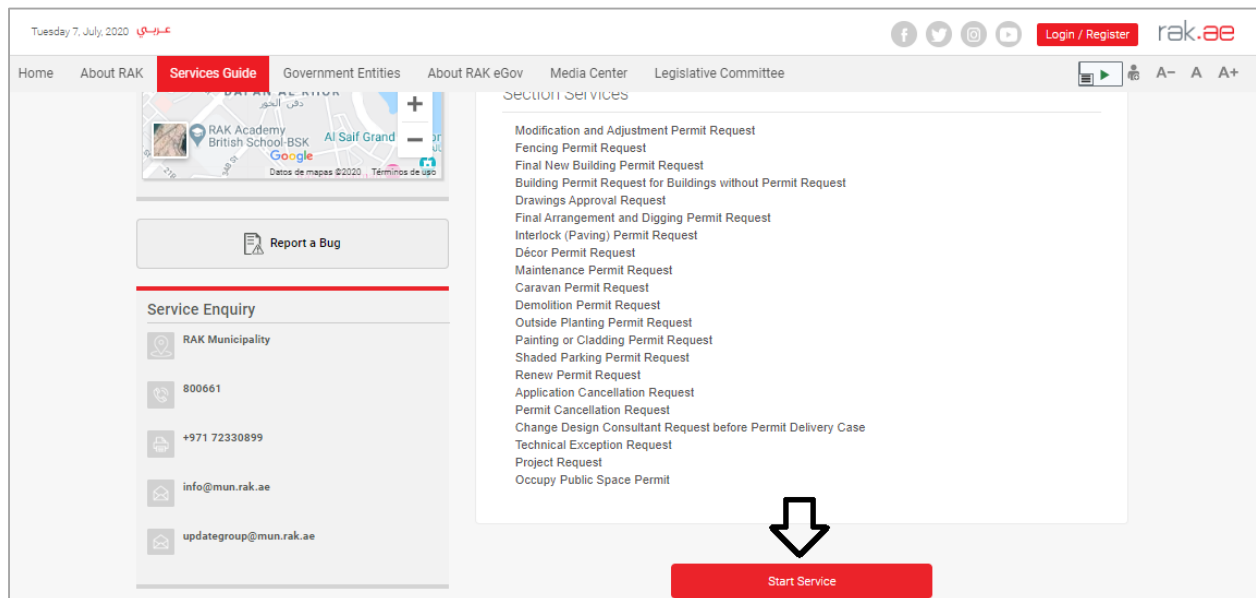 Tuesday 7, July, 2020 عـربـي
Login / Register
rak.ae
Home About RAK Services Guide Government Entities About RAK eGov Media Center Legislative Committee A- A A+
DAFAN AL KHOR
دفن الخور
RAK Academy
British School-BSK
Al Saif Grand
Google
Datos de mapas ©2020 Términos de uso
Report a Bug
Service Enquiry
RAK Municipality
800661
+971 72330899
info@mun.rak.ae
updategroup@mun.rak.ae
Section Services
Modification and Adjustment Permit Request
Fencing Permit Request
Final New Building Permit Request
Building Permit Request for Buildings without Permit Request
Drawings Approval Request
Final Arrangement and Digging Permit Request
Interlock (Paving) Permit Request
Décor Permit Request
Maintenance Permit Request
Caravan Permit Request
Demolition Permit Request
Outside Planting Permit Request
Painting or Cladding Permit Request
Shaded Parking Permit Request
Renew Permit Request
Application Cancellation Request
Permit Cancellation Request
Change Design Consultant Request before Permit Delivery Case
Technical Exception Request
Project Request
Occupy Public Space Permit
Start Service